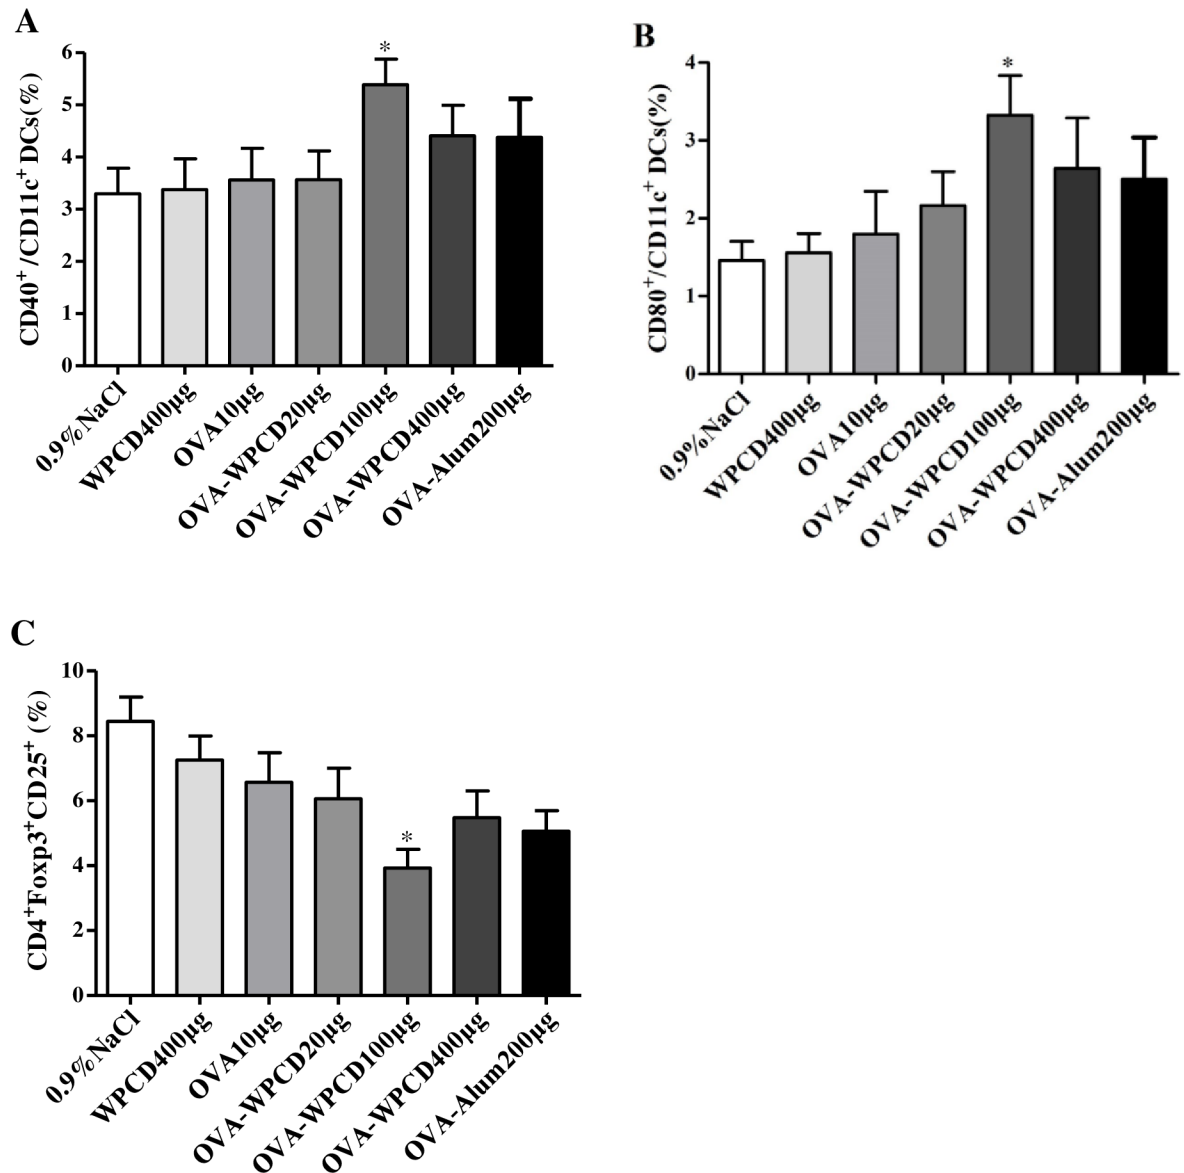 A
CD40+/CD11c+ DCs(%)
6
5
4
3
2
1
0
*
0.9%NaCl
WPCD400μg
OVA10μg
OVA-WPCD20μg
OVA-WPCD100μg
OVA-WPCD400μg
OVA-Alum200μg
B
CD80+/CD11c+ DCs(%)
4
3
2
1
0
*
0.9%NaCl
WPCD400μg
OVA10μg
OVA-WPCD20μg
OVA-WPCD100μg
OVA-WPCD400μg
OVA-Alum200μg
C
CD4+Foxp3+CD25+ (%)
10
8
6
4
2
0
*
0.9%NaCl
WPCD400μg
OVA10μg
OVA-WPCD20μg
OVA-WPCD100μg
OVA-WPCD400μg
OVA-Alum200μg